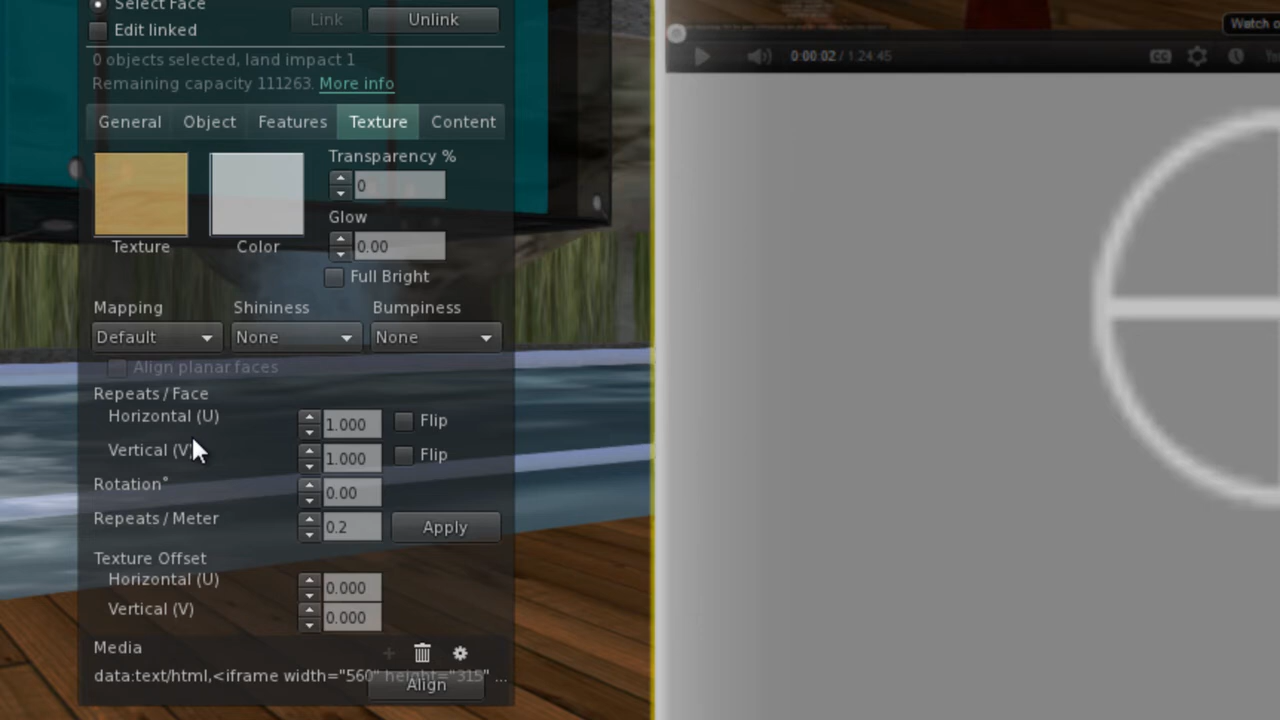 Select Face
Link Unlink
Edit linked
0 objects selected, land impact 1
Remaining capacity 111263. More info
General Object Features Texture Content
Transparency %
0
Glow
0.00
Texture Color
Full Bright
Mapping Shininess Bumpiness
Default None None
Align planar faces
Repeats / Face
Horizontal (U) 1.000 Flip
Vertical (V) 1.000 Flip
Rotation° 0.00
Repeats / Meter 0.2 Apply
Texture Offset
Horizontal (U) 0.000
Vertical (V) 0.000
Media
data:text/html,<iframe width="560" height="315" ...
Align
Watch
0:00:02 / 1:24:45
CC